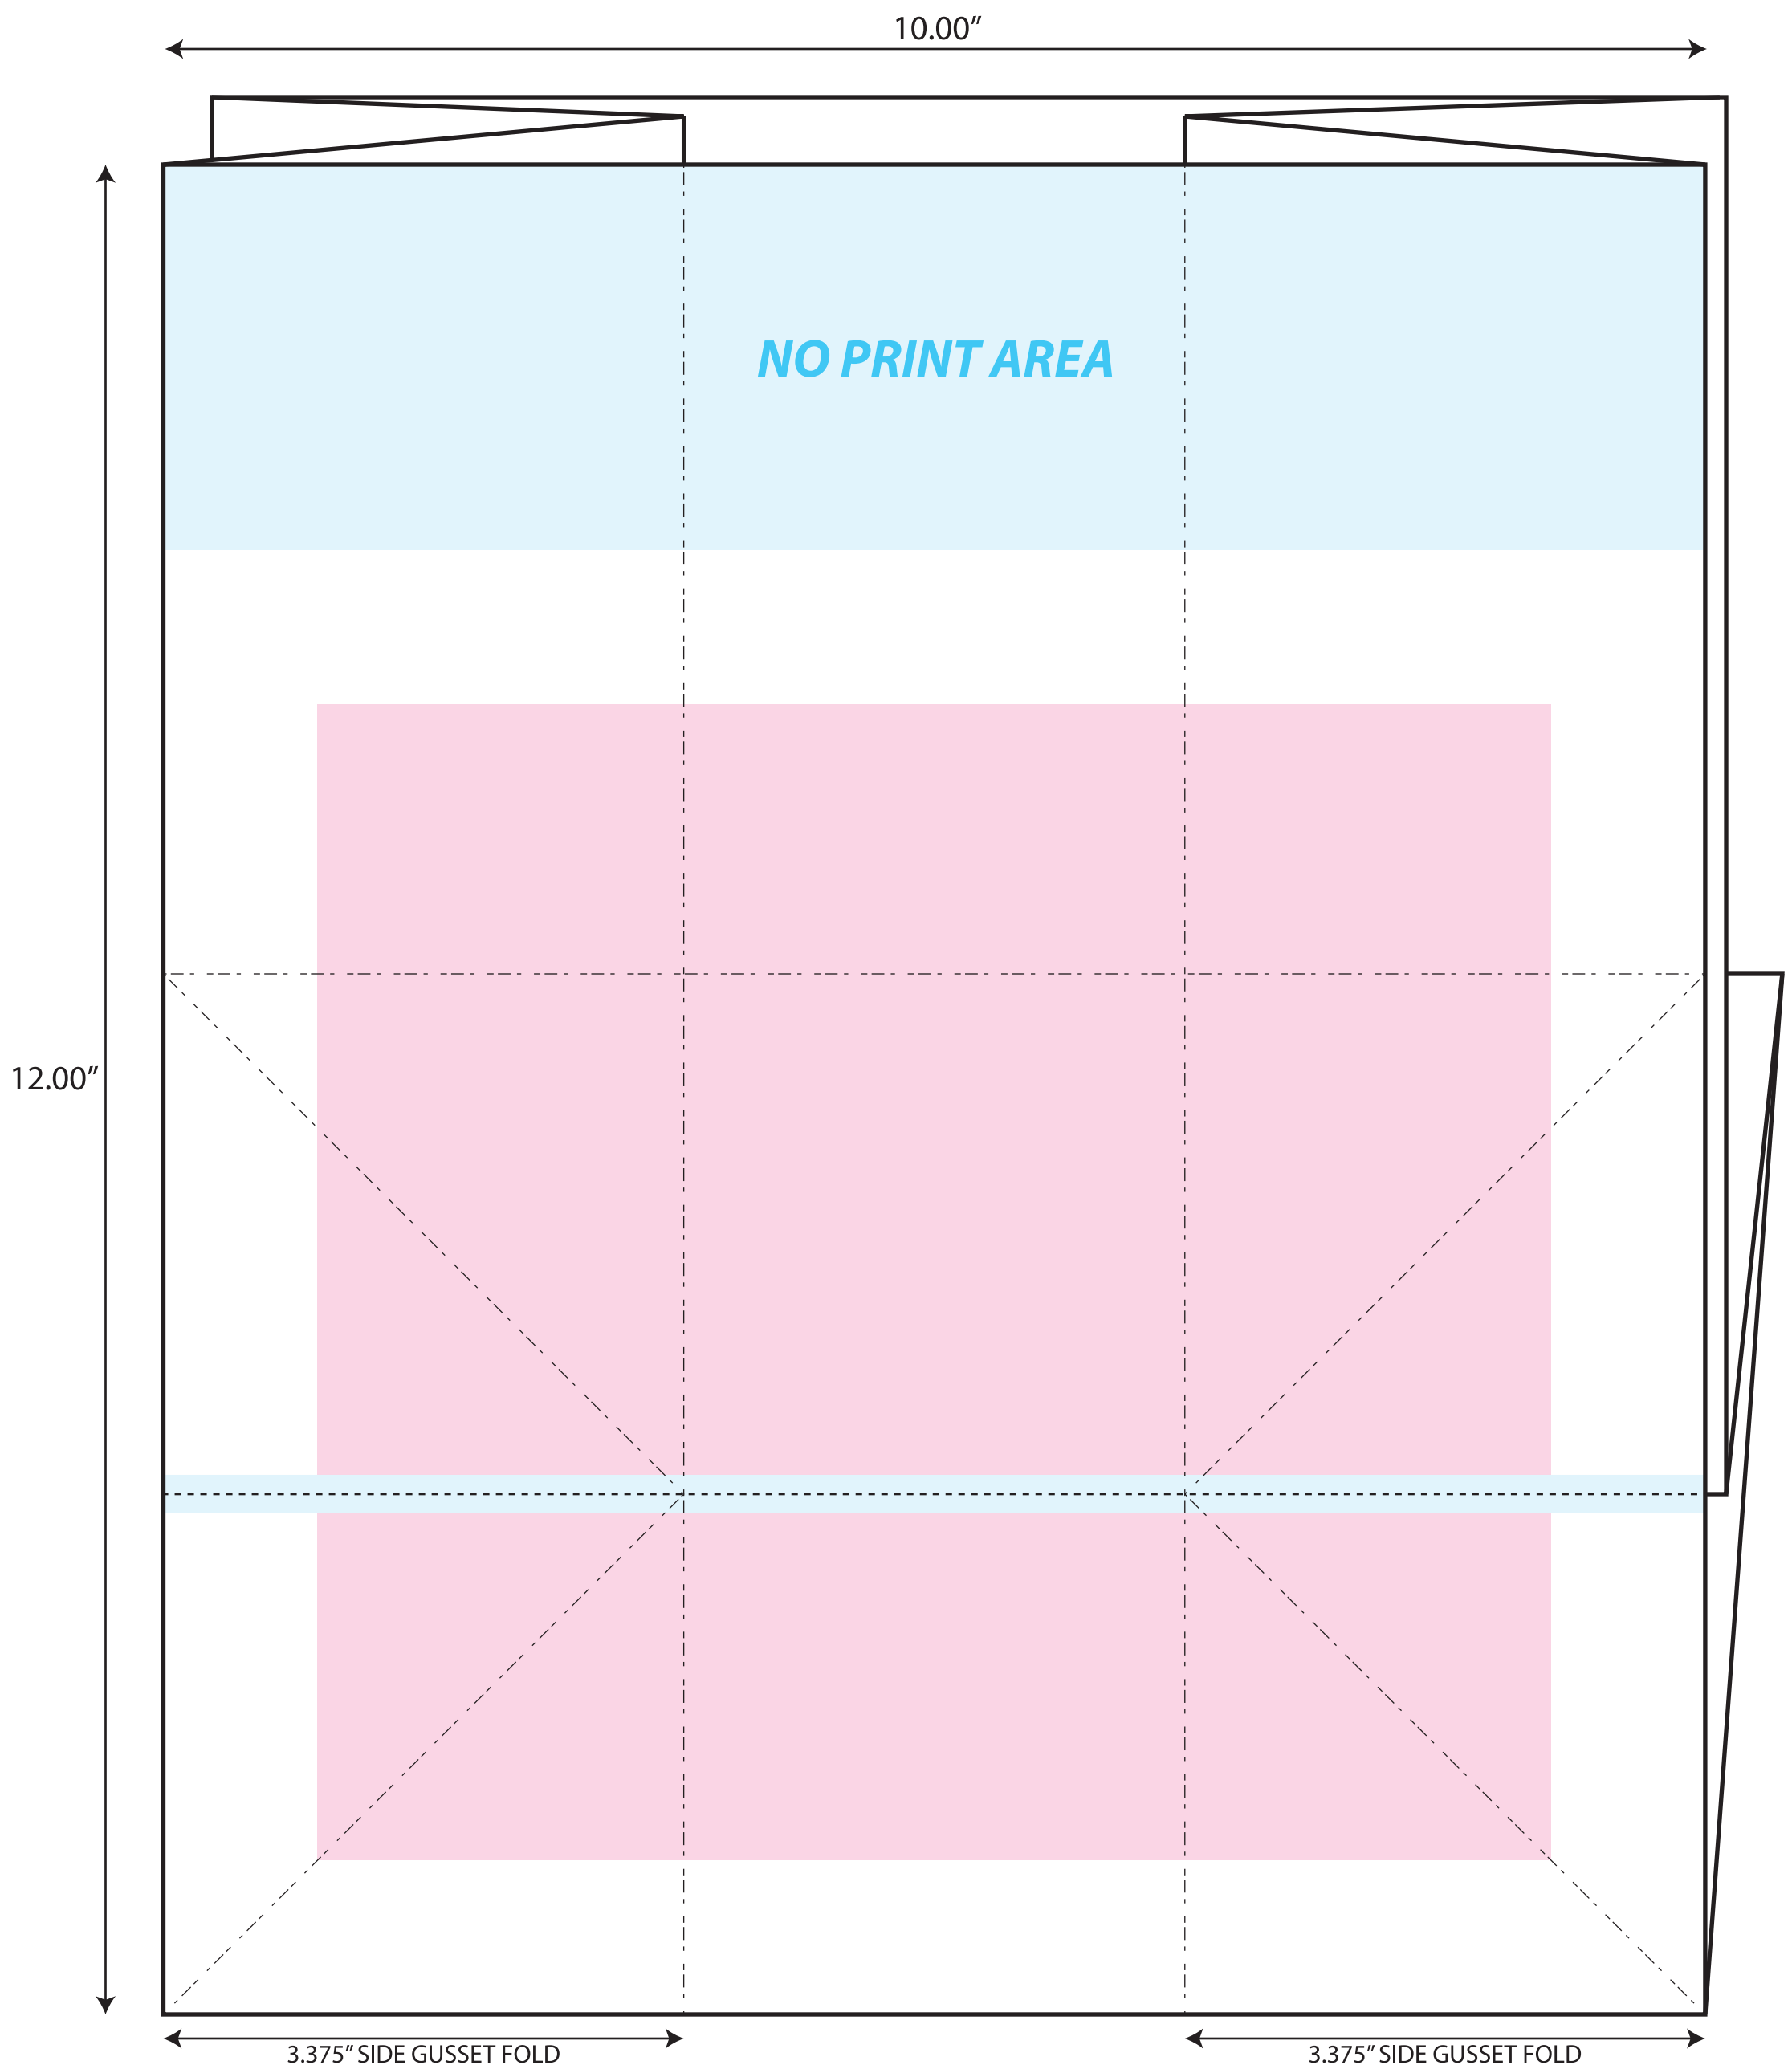 10.00”
NO PRINT AREA
12.00”
3.375” SIDE GUSSET FOLD
3.375” SIDE GUSSET FOLD